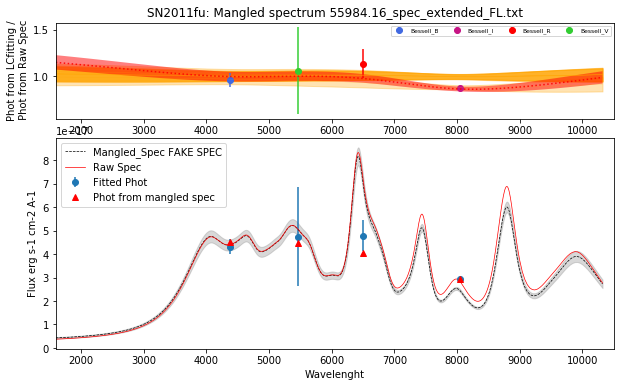 SN2011fu: Mangled spectrum 55984.16_spec_extended_FL.txt
Phot from LCfitting /
Phot from Raw Spec
1.5
1.0
Bessell_B
Bessell_I
Bessell_R
Bessell_V
2000 3000 4000 5000 6000 7000 8000 9000 10000
1e−17
Flux erg s-1 cm-2 A-1
8
7
6
5
4
3
2
1
0
Mangled_Spec FAKE SPEC
Raw Spec
Fitted Phot
Phot from mangled spec
2000 3000 4000 5000 6000 7000 8000 9000 10000
Wavelenght